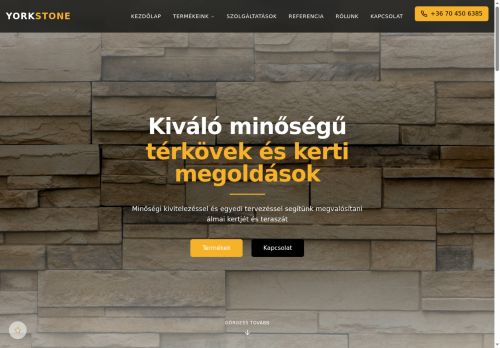 YORKSTONE
KEZDŐLAP TERMÉKEINK SZOLGÁLTATÁSOK REFERENCIA RÓLUNK KAPCSOLAT +36 70 450 6385
Kiváló minőségű
térkövek és kerti
megoldások
Minőségi kivitelezéssel és egyedi tervezéssel segítünk megvalósítani
álmai kertjét és teraszát
Termékek Kapcsolat
GÖRGESS TOVÁBB